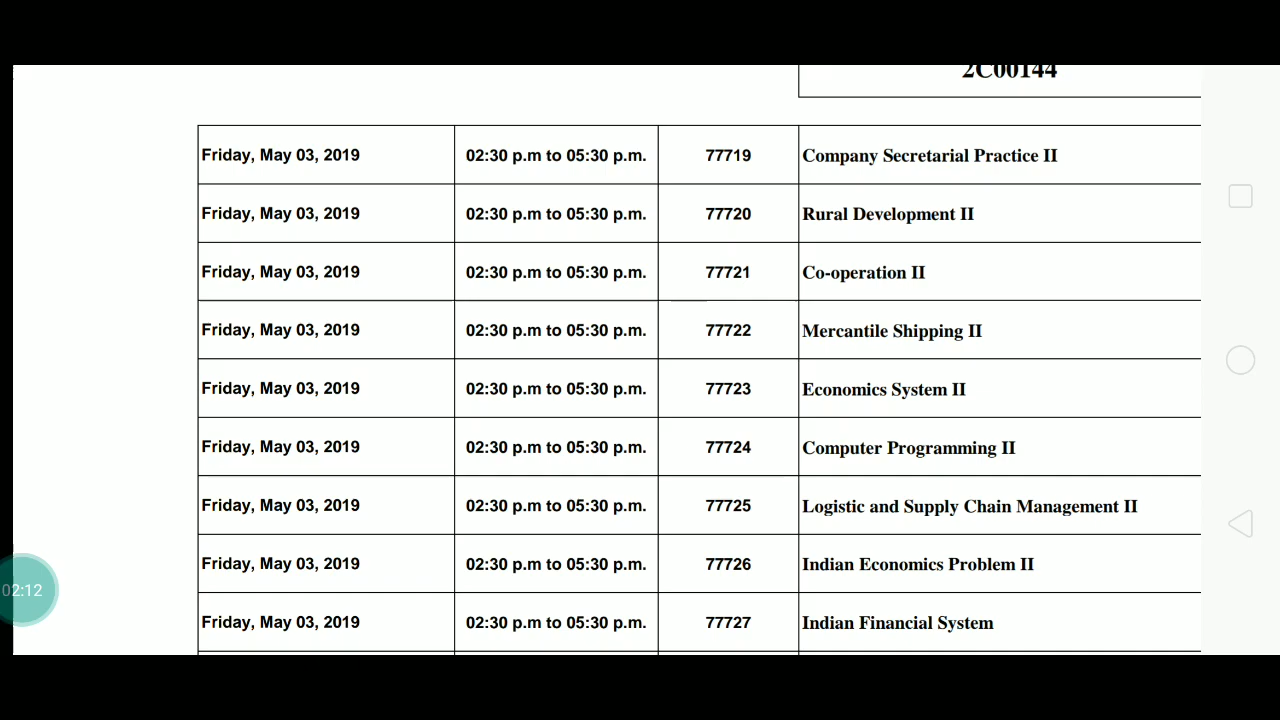 2C00144
Friday, May 03, 2019 02:30 p.m to 05:30 p.m. 77719 Company Secretarial Practice II
Friday, May 03, 2019 02:30 p.m to 05:30 p.m. 77720 Rural Development II
Friday, May 03, 2019 02:30 p.m to 05:30 p.m. 77721 Co-operation II
Friday, May 03, 2019 02:30 p.m to 05:30 p.m. 77722 Mercantile Shipping II
Friday, May 03, 2019 02:30 p.m to 05:30 p.m. 77723 Economics System II
Friday, May 03, 2019 02:30 p.m to 05:30 p.m. 77724 Computer Programming II
Friday, May 03, 2019 02:30 p.m to 05:30 p.m. 77725 Logistic and Supply Chain Management II
Friday, May 03, 2019 02:30 p.m to 05:30 p.m. 77726 Indian Economics Problem II
02:12
Friday, May 03, 2019 02:30 p.m to 05:30 p.m. 77727 Indian Financial System